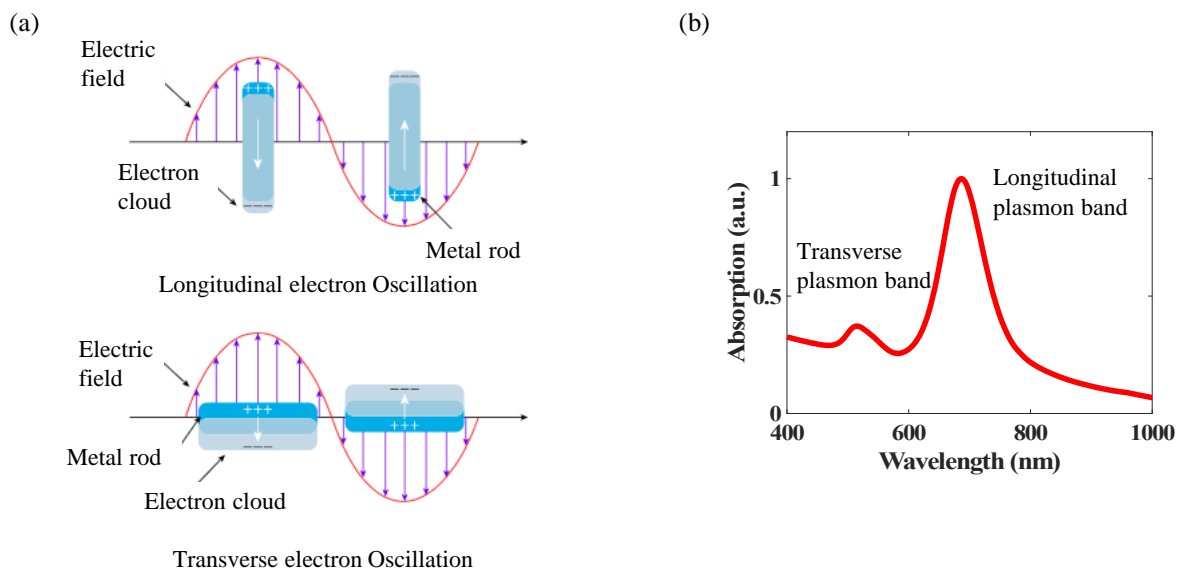 (a)
Electric
field
+++
−−−
−−−
+++
Electron
cloud
Metal rod
Longitudinal electron Oscillation
Electric
field
+++
−−−
−−−
+++
Metal rod
Electron cloud
Transverse electron Oscillation
(b)
Absorption (a.u.)
1
0.5
0
Transverse
plasmon band
Longitudinal
plasmon band
400
600
800
1000
Wavelength (nm)